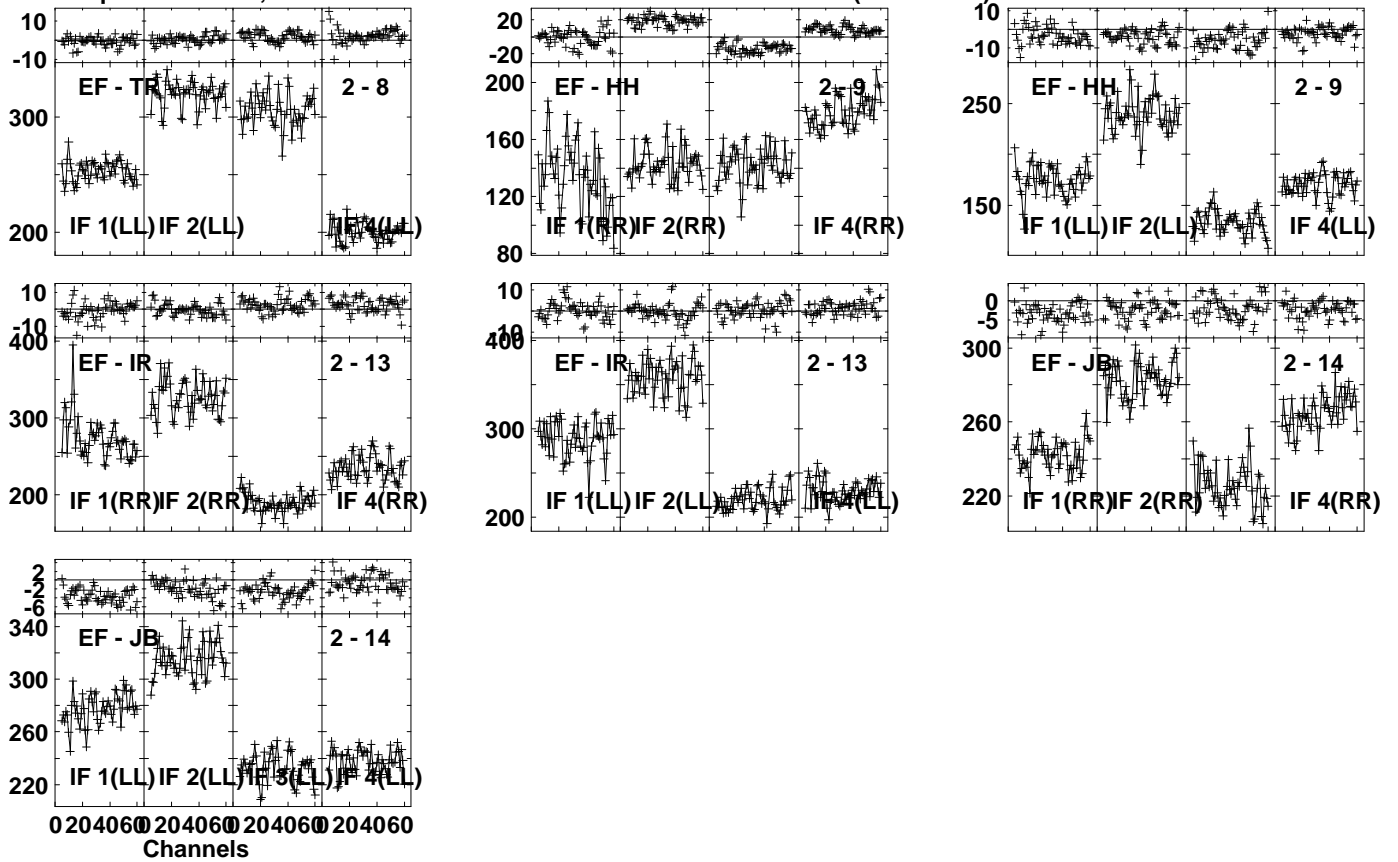 10
-10
300
200
EF - TR
2 - 8
IF 1(LL)
IF 2(LL)
IF 4(LL)
20
-20
200
160
120
80
EF - HH
2 - 9
IF 1(RR)
IF 2(RR)
IF 4(RR)
10
-10
250
150
EF - HH
2 - 9
IF 1(LL)
IF 2(LL)
IF 4(LL)
10
-10
400
300
200
EF - IR
2 - 13
IF 1(RR)
IF 2(RR)
IF 4(RR)
10
-10
400
300
200
EF - IR
2 - 13
IF 1(LL)
IF 2(LL)
IF 4(LL)
0
-5
300
260
220
EF - JB
2 - 14
IF 1(RR)
IF 2(RR)
IF 4(RR)
2
-2
-6
340
300
260
220
EF - JB
2 - 14
IF 1(LL)
IF 2(LL)
IF 3(LL)
IF 4(LL)
0 20 40 60 0 20 40 60 0 20 40 60 0 20 40 60
Channels